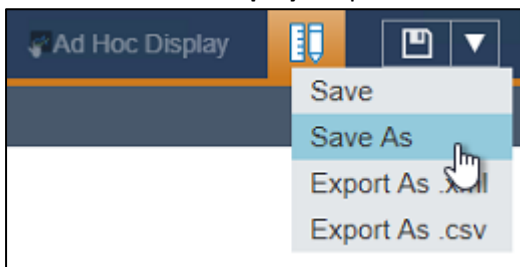 Ad Hoc Display
Save
Save As
Export As .xml
Export As .csv